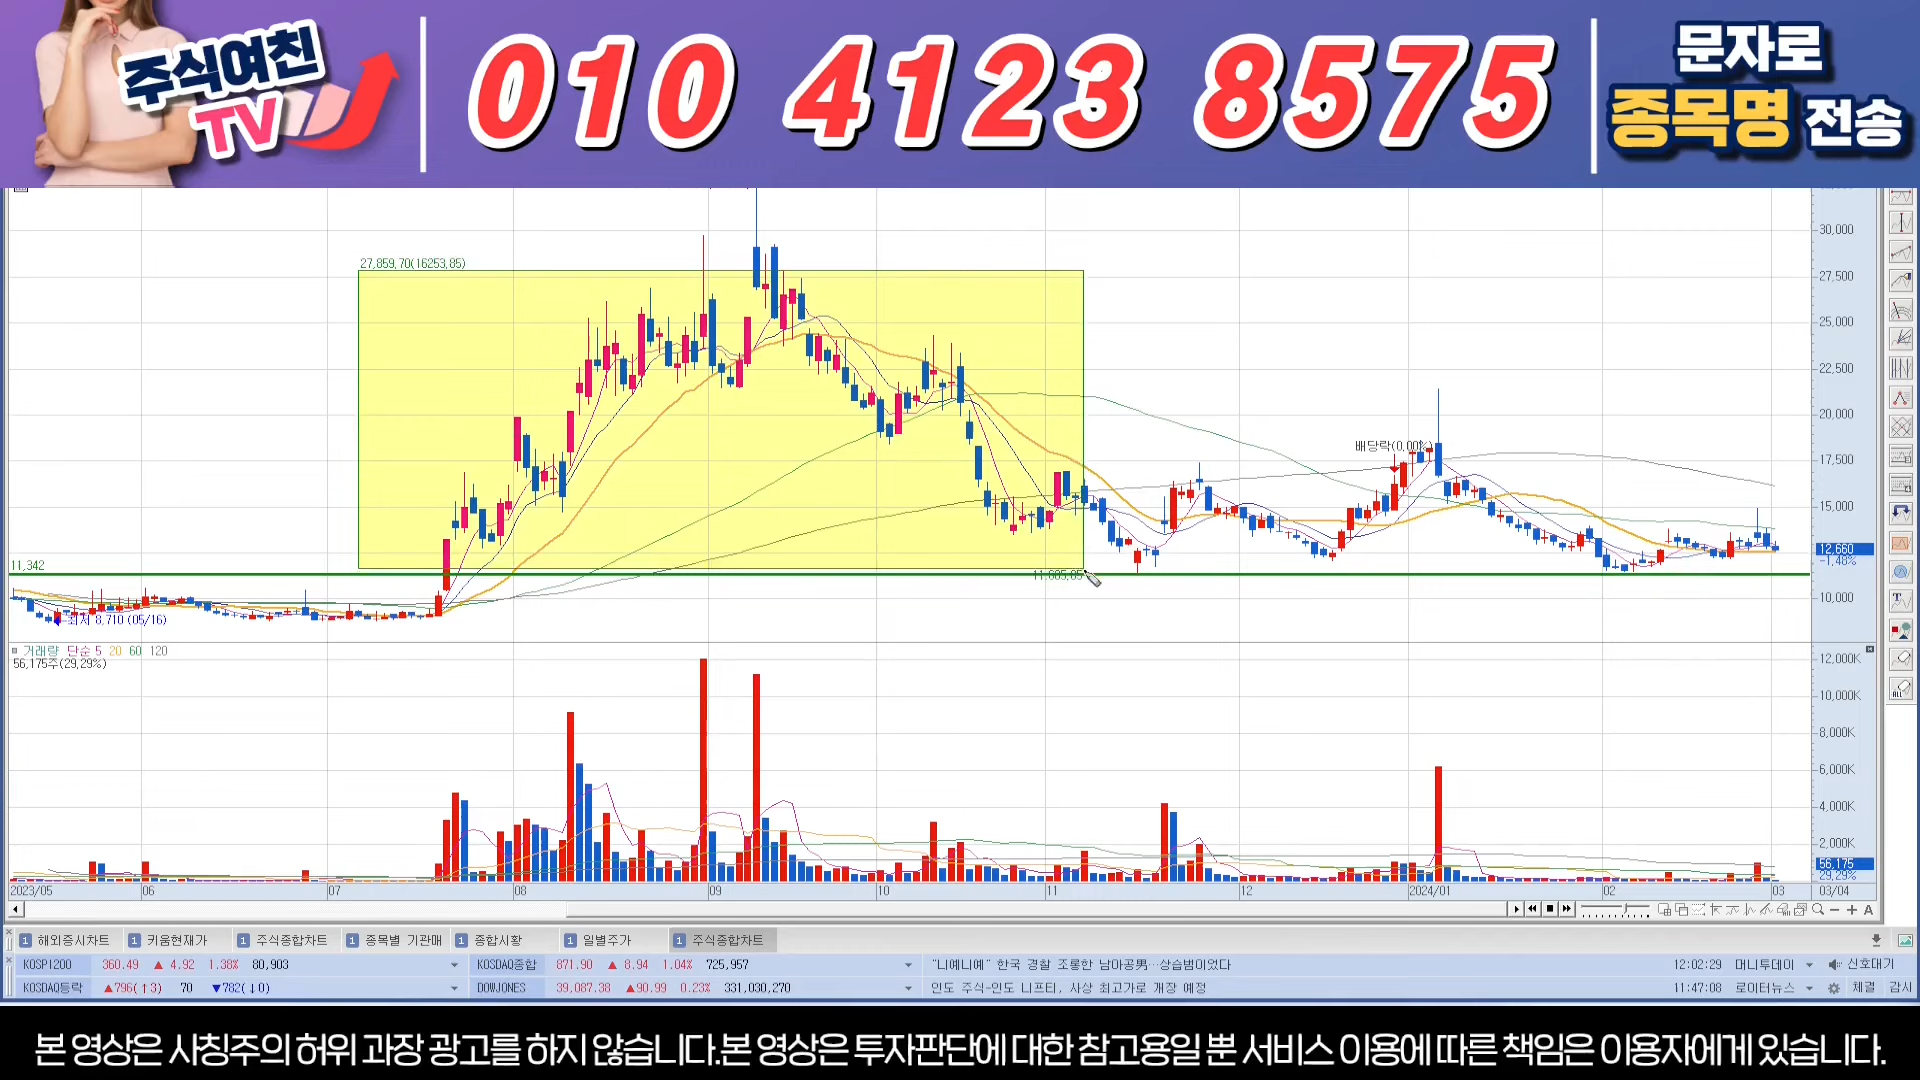 주식여친
TV
010 4123 8575
문자로
종목명 전송
27,859,70(16253,85)
30,000
27,500
25,000
22,500
20,000
17,500
15,000
12,660
-1,48%
10,000
배당락(0,00%)
11,342
11,605,85
최저 8,710 (05/16)
거래량 단순 5 20 60 120
56,175주(29,29%)
12,000K
10,000K
8,000K
6,000K
4,000K
2,000K
56,175
29,29%
2023/05 06 07 08 09 10 11 12 2024/01 02 03 03/04
A
1 해외증시차트 1 키움현재가 1 주식종합차트 1 종목별 기관매 1 종합시황 1 일별주가 1 주식종합차트
KOSPI200 360.49 ▲ 4.92 1.38% 80,903 KOSDAQ종합 871.90 ▲ 8.94 1.04% 725,957 "니예니예" 한국 경찰 조롱한 남아공男…상습범이었다 12:02:29 머니투데이 신호대기
KOSDAQ등락 ▲796(↑3) 70 ▼782(↓0) DOWJONES 39,087.38 ▲90.99 0.23% 331,030,270 인도 주식-인도 니프티, 사상 최고가로 개장 예정 11:47:08 로이터뉴스 체결 감시
본 영상은 사칭주의 허위 과장 광고를 하지 않습니다.본 영상은 투자판단에 대한 참고용일 뿐 서비스 이용에 따른 책임은 이용자에게 있습니다.